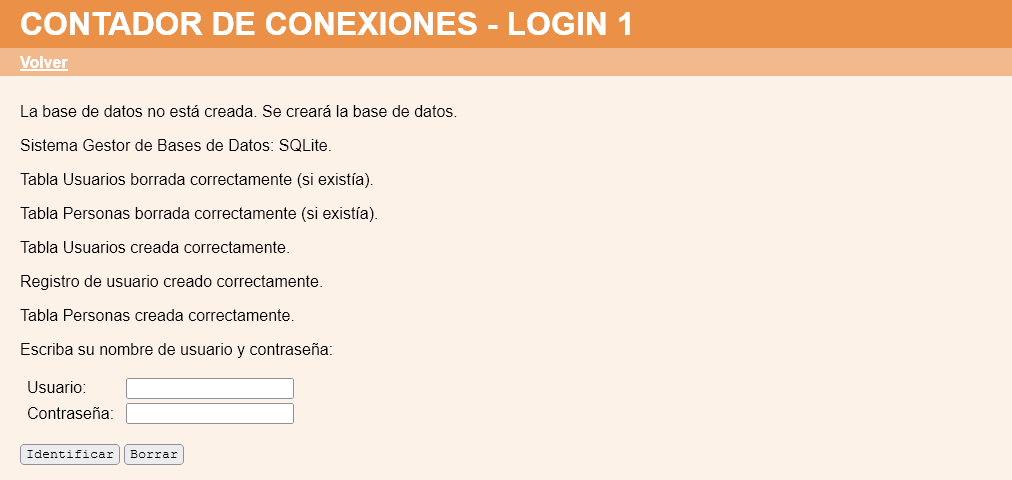 CONTADOR DE CONEXIONES - LOGIN 1
Volver
La base de datos no está creada. Se creará la base de datos.
Sistema Gestor de Bases de Datos: SQLite.
Tabla Usuarios borrada correctamente (si existía).
Tabla Personas borrada correctamente (si existía).
Tabla Usuarios creada correctamente.
Registro de usuario creado correctamente.
Tabla Personas creada correctamente.
Escriba su nombre de usuario y contraseña:
Usuario:
Contraseña:
Identificar Borrar